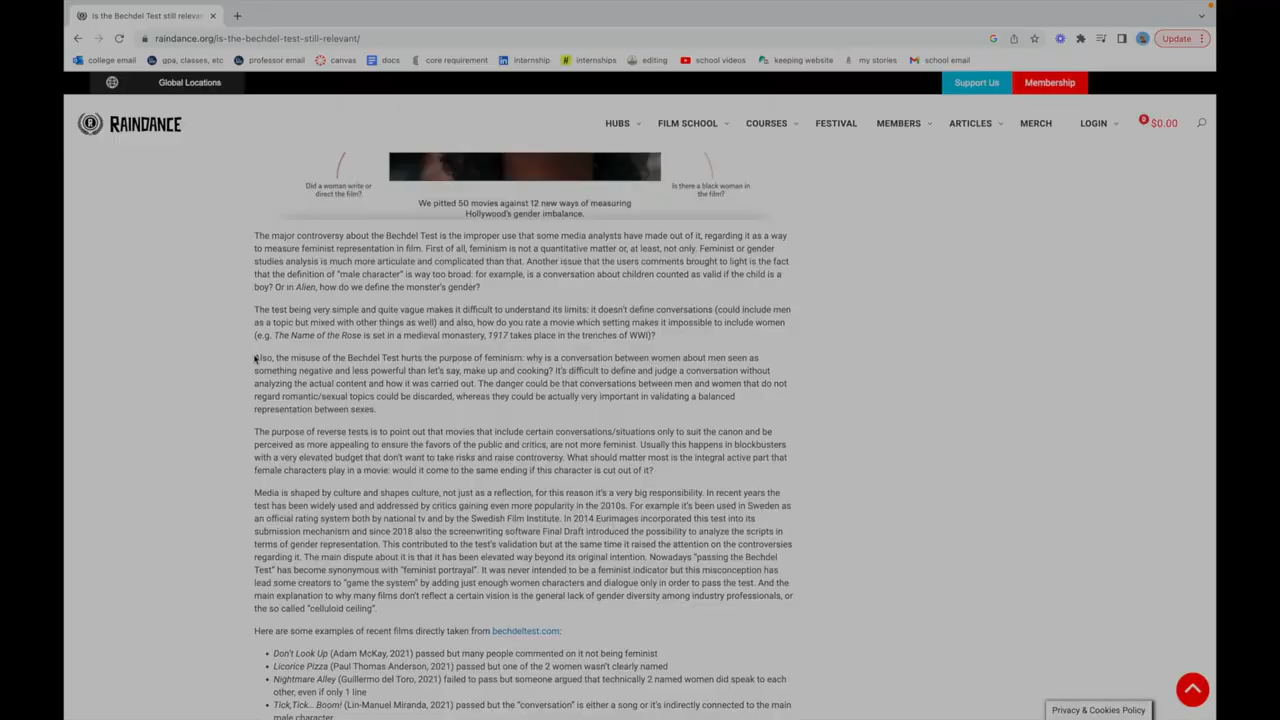 Is the Bechdel Test still releva
raindance.org/is-the-bechdel-test-still-relevant/
Update
college email
gpa, classes, etc
professor email
canvas
docs
core requirement
internship
internships
editing
school videos
keeping website
my stories
school email
Global Locations
Support Us
Membership
RAINDANCE
HUBS
FILM SCHOOL
COURSES
FESTIVAL
MEMBERS
ARTICLES
MERCH
LOGIN
0
$0.00
Did a woman write or
direct the film?
Is there a black woman in
the film?
We pitted 50 movies against 12 new ways of measuring
Hollywood's gender imbalance.
The major controversy about the Bechdel Test is the improper use that some media analysts have made out of it, regarding it as a way
to measure feminist representation in film. First of all, feminism is not a quantitative matter or, at least, not only. Feminist or gender
studies analysis is much more articulate and complicated than that. Another issue that the users comments brought to light is the fact
that the definition of "male character" is way too broad: for example, is a conversation about children counted as valid if the child is a
boy? Or in Alien, how do we define the monster's gender?
The test being very simple and quite vague makes it difficult to understand its limits: it doesn't define conversations (could include men
as a topic but mixed with other things as well) and also, how do you rate a movie which setting makes it impossible to include women
(e.g. The Name of the Rose is set in a medieval monastery, 1917 takes place in the trenches of WWI)?
Also, the misuse of the Bechdel Test hurts the purpose of feminism: why is a conversation between women about men seen as
something negative and less powerful than let's say, make up and cooking? It's difficult to define and judge a conversation without
analyzing the actual content and how it was carried out. The danger could be that conversations between men and women that do not
regard romantic/sexual topics could be discarded, whereas they could be actually very important in validating a balanced
representation between sexes.
The purpose of reverse tests is to point out that movies that include certain conversations/situations only to suit the canon and be
perceived as more appealing to ensure the favors of the public and critics, are not more feminist. Usually this happens in blockbusters
with a very elevated budget that don't want to take risks and raise controversy. What should matter most is the integral active part that
female characters play in a movie: would it come to the same ending if this character is cut out of it?
Media is shaped by culture and shapes culture, not just as a reflection, for this reason it's a very big responsibility. In recent years the
test has been widely used and addressed by critics gaining even more popularity in the 2010s. For example it's been used in Sweden as
an official rating system both by national tv and by the Swedish Film Institute. In 2014 Eurimages incorporated this test into its
submission mechanism and since 2018 also the screenwriting software Final Draft introduced the possibility to analyze the scripts in
terms of gender representation. This contributed to the test's validation but at the same time it raised the attention on the controversies
regarding it. The main dispute about it is that it has been elevated way beyond its original intention. Nowadays "passing the Bechdel
Test" has become synonymous with "feminist portrayal". It was never intended to be a feminist indicator but this misconception has
lead some creators to "game the system" by adding just enough women characters and dialogue only in order to pass the test. And the
main explanation to why many films don't reflect a certain vision is the general lack of gender diversity among industry professionals, or
the so called "celluloid ceiling".
Here are some examples of recent films directly taken from bechdeltest.com:
• Don't Look Up (Adam McKay, 2021) passed but many people commented on it not being feminist
• Licorice Pizza (Paul Thomas Anderson, 2021) passed but one of the 2 women wasn't clearly named
• Nightmare Alley (Guillermo del Toro, 2021) failed to pass but someone argued that technically 2 named women did speak to each
other, even if only 1 line
• Tick,Tick... Boom! (Lin-Manuel Miranda, 2021) passed but the "conversation" is either a song or it's indirectly connected to the main
male character
Privacy & Cookies Policy